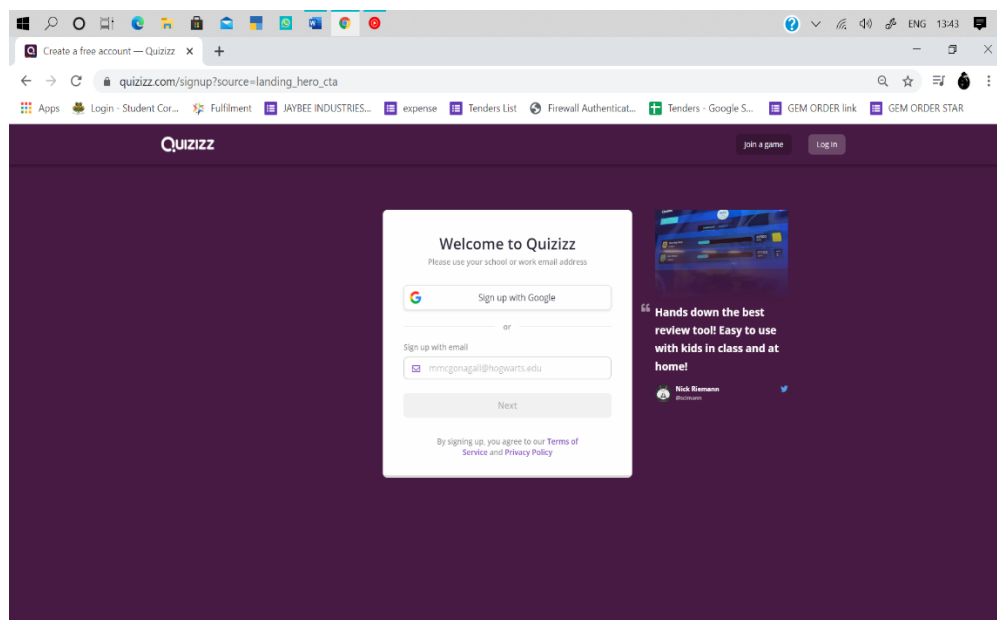 ENG 13:43
Create a free account — Quizizz
quizizz.com/signup?source=landing_hero_cta
Apps Login - Student Cor... Fulfilment JAYBEE INDUSTRIES... expense Tenders List Firewall Authenticat... Tenders - Google S... GEM ORDER link GEM ORDER STAR
Quizizz Join a game Log in
Welcome to Quizizz
Please use your school or work email address
Sign up with Google
or
Sign up with email
mmcgonagall@hogwarts.edu
Next
By signing up, you agree to our Terms of
Service and Privacy Policy
Hands down the best
review tool! Easy to use
with kids in class and at
home!
Nick Riemann